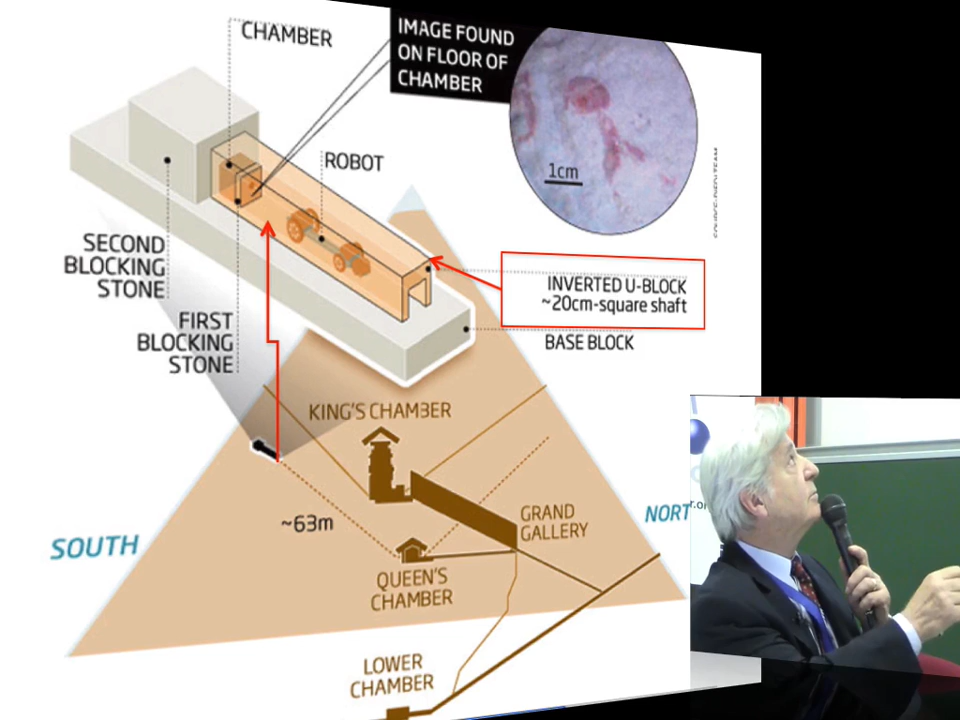 CHAMBER
IMAGE FOUND
ON FLOOR OF
CHAMBER
1cm
ROBOT
SECOND
BLOCKING
STONE
FIRST
BLOCKING
STONE
INVERTED U-BLOCK
~20cm-square shaft
BASE BLOCK
KING'S CHAMBER
~63m
GRAND
GALLERY
SOUTH
NORT
QUEEN'S
CHAMBER
LOWER
CHAMBER